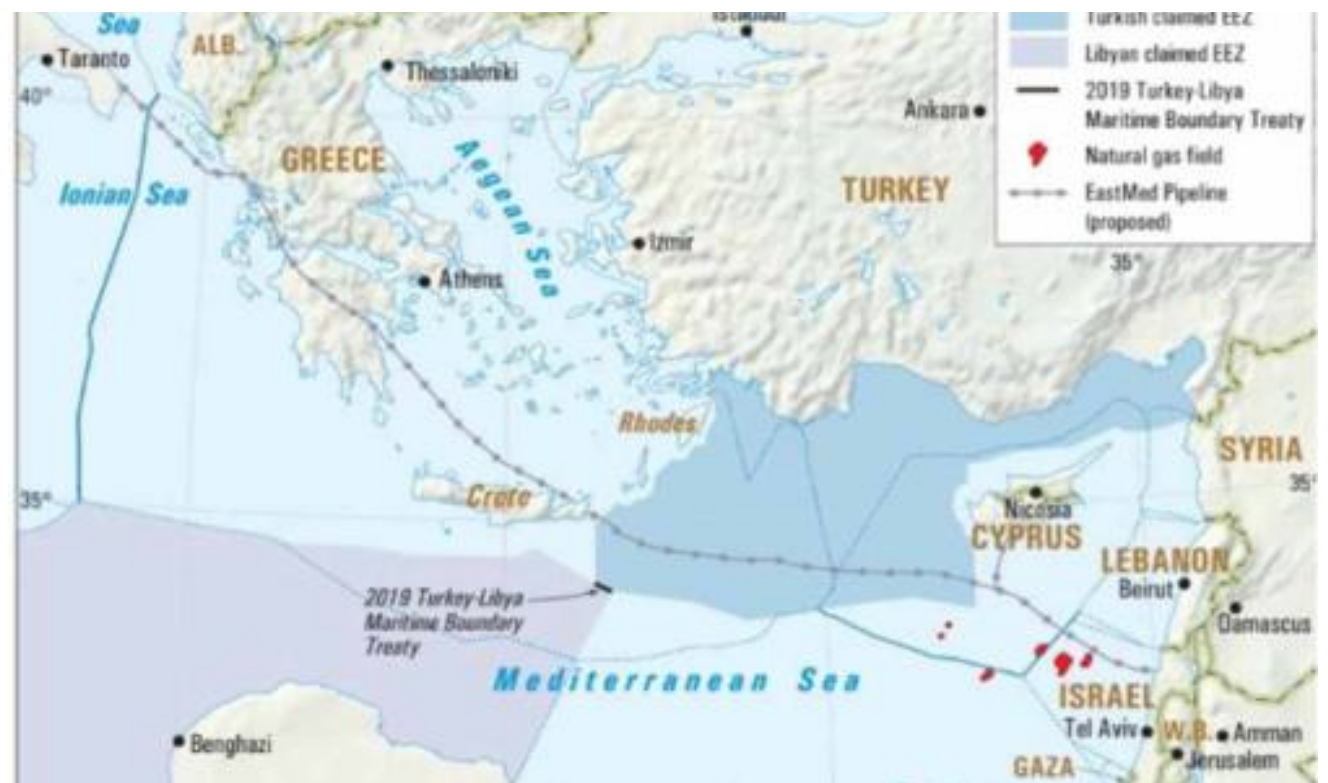 Sea
ALB.
Taranto
Thessaloniki
Istanbul
Ankara
Turkish claimed EEZ
Libyan claimed EEZ
2019 Turkey-Libya
Maritime Boundary Treaty
Natural gas field
EastMed Pipeline
(proposed)
40°
GREECE
Aegean Sea
TURKEY
Ionian Sea
Izmir
35°
Athens
Rhodes
SYRIA
35°
Crete
35°
Nicosia
CYPRUS
LEBANON
Beirut
2019 Turkey-Libya
Maritime Boundary
Treaty
Damascus
Mediterranean Sea
ISRAEL
Tel Aviv
W.B.
Amman
Benghazi
Jerusalem
GAZA